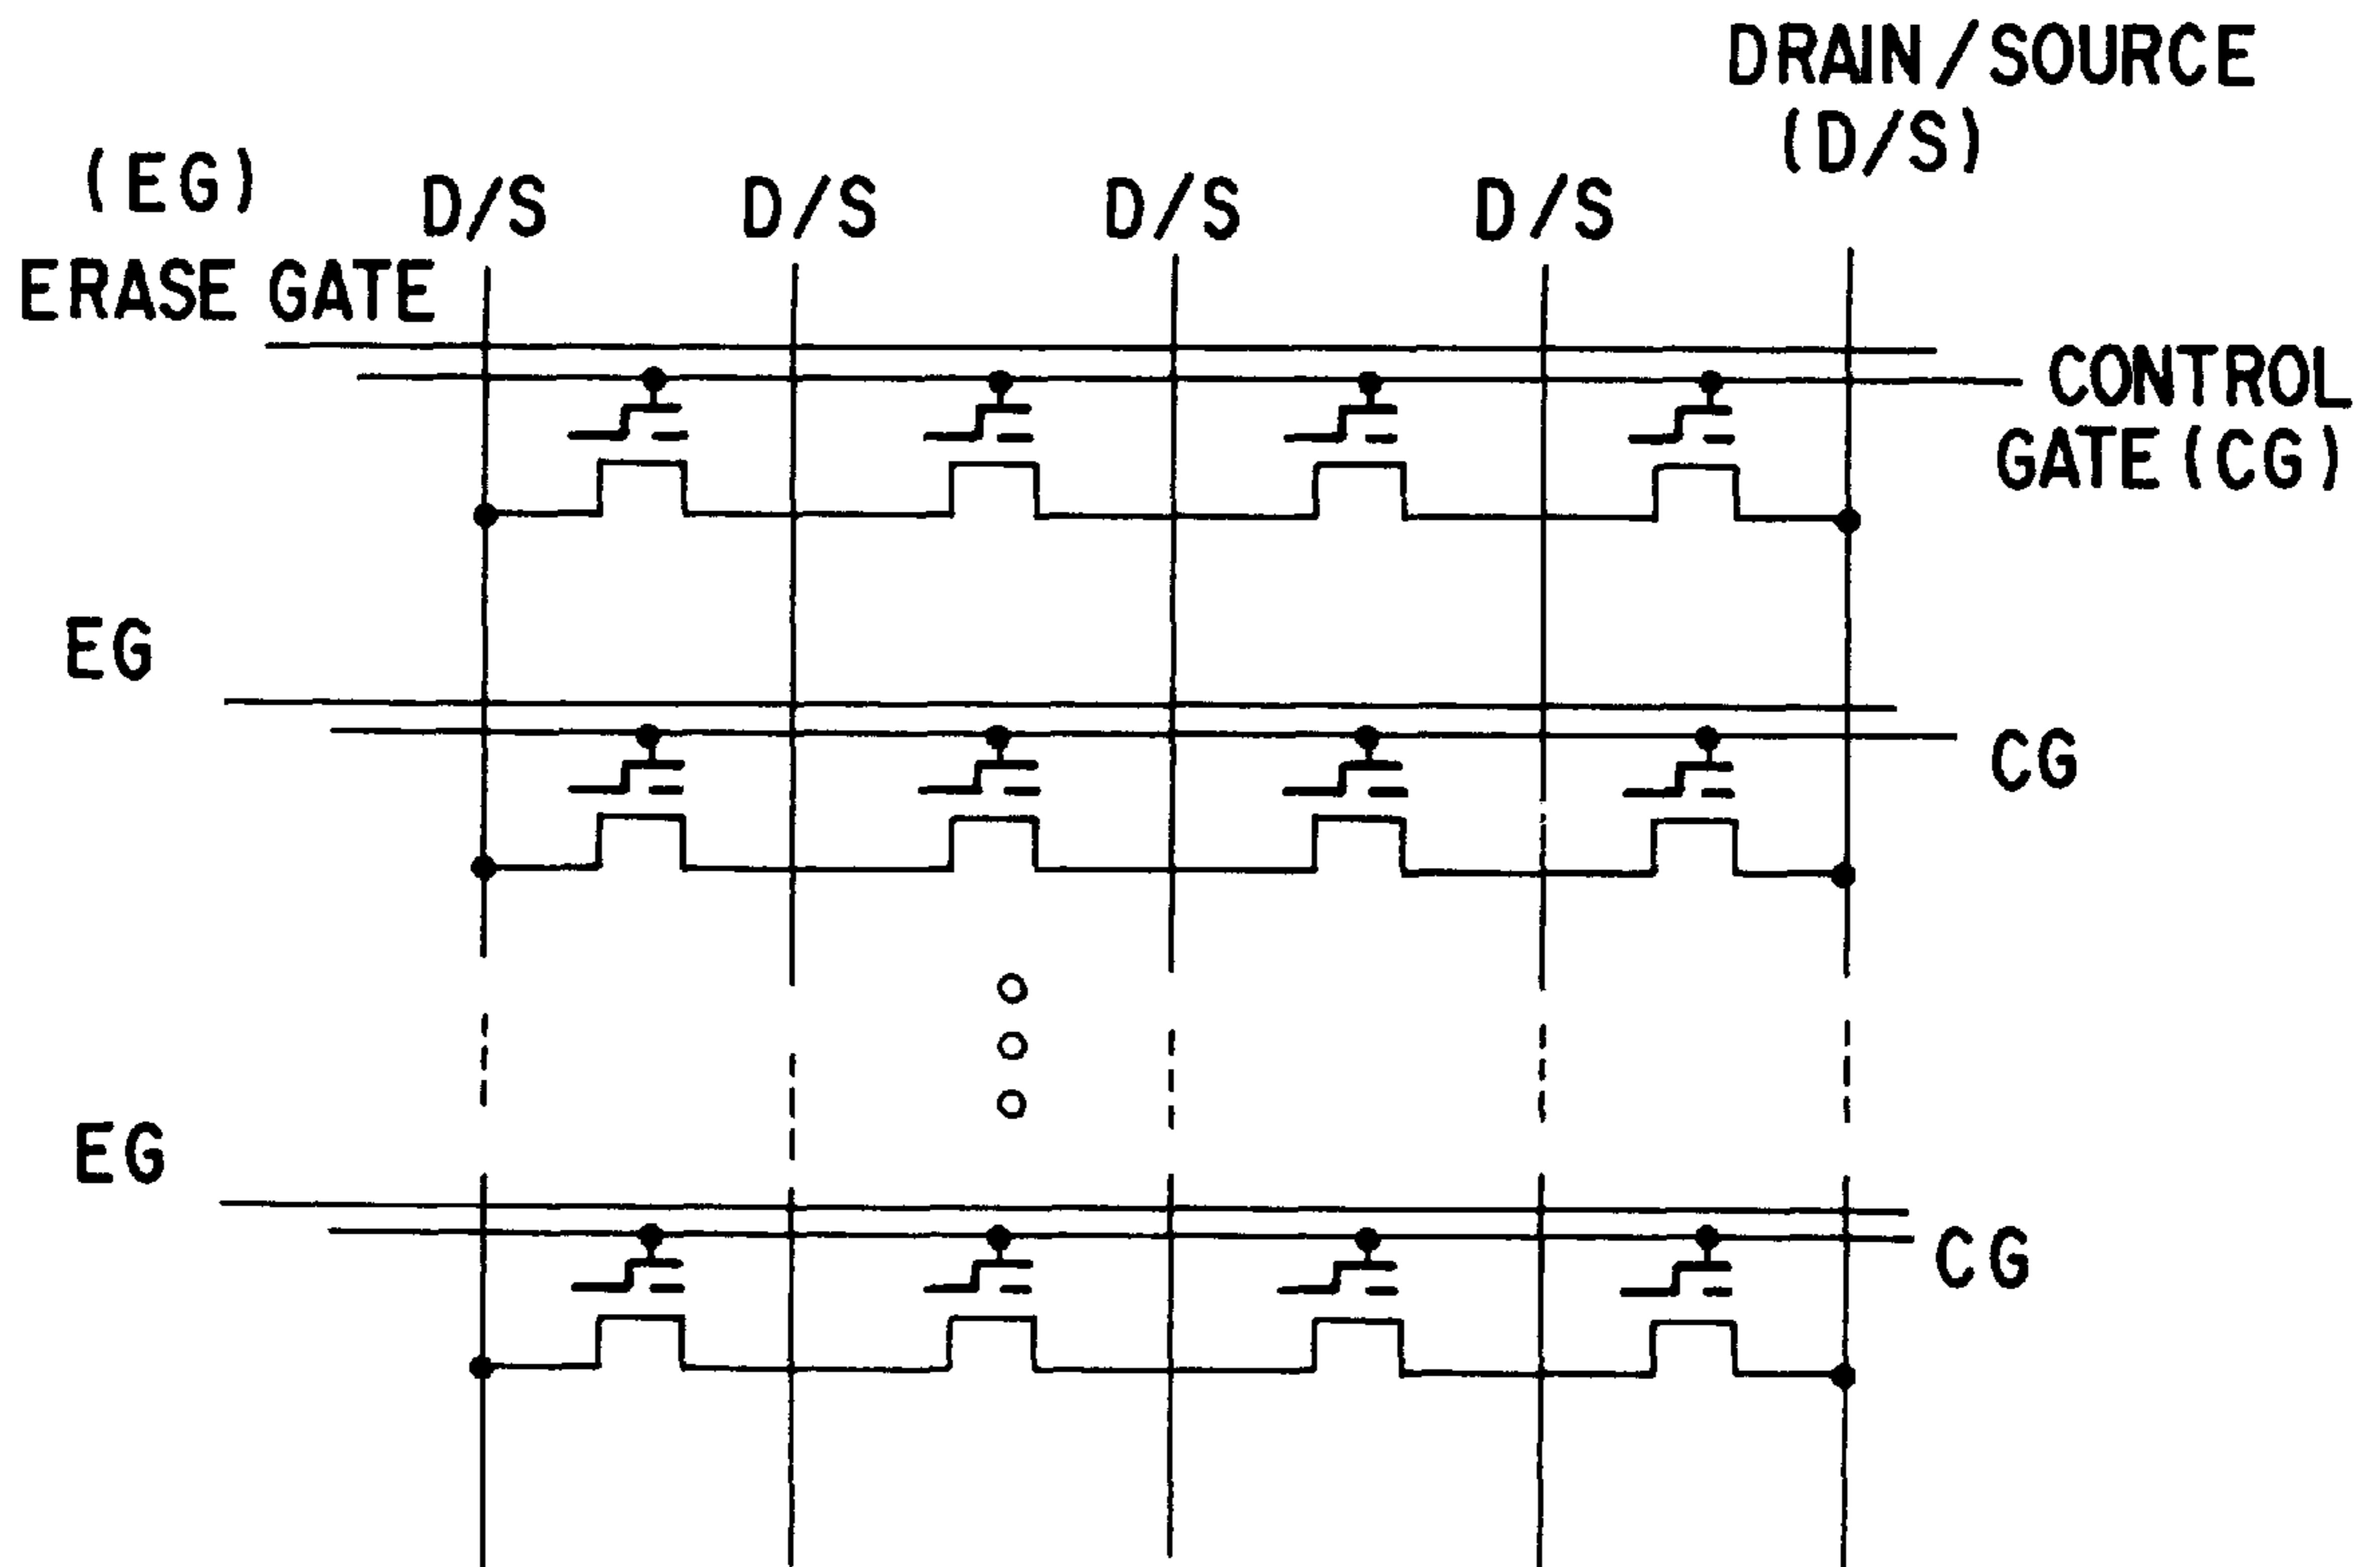 DRAIN/SOURCE
(D/S)
(EG)
ERASE GATE
D/S
D/S
D/S
D/S
CONTROL
GATE (CG)
EG
CG
EG
CG